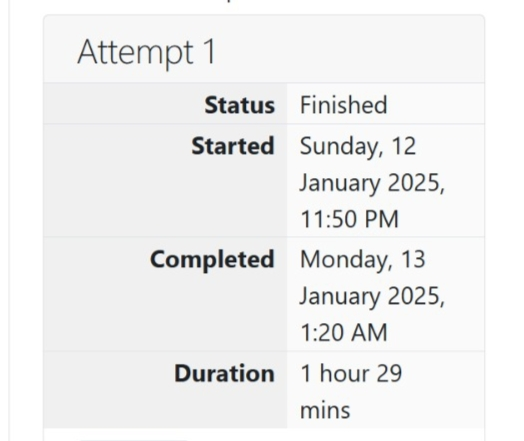 Attempt 1
Status Finished
Started Sunday, 12
January 2025,
11:50 PM
Completed Monday, 13
January 2025,
1:20 AM
Duration 1 hour 29
mins